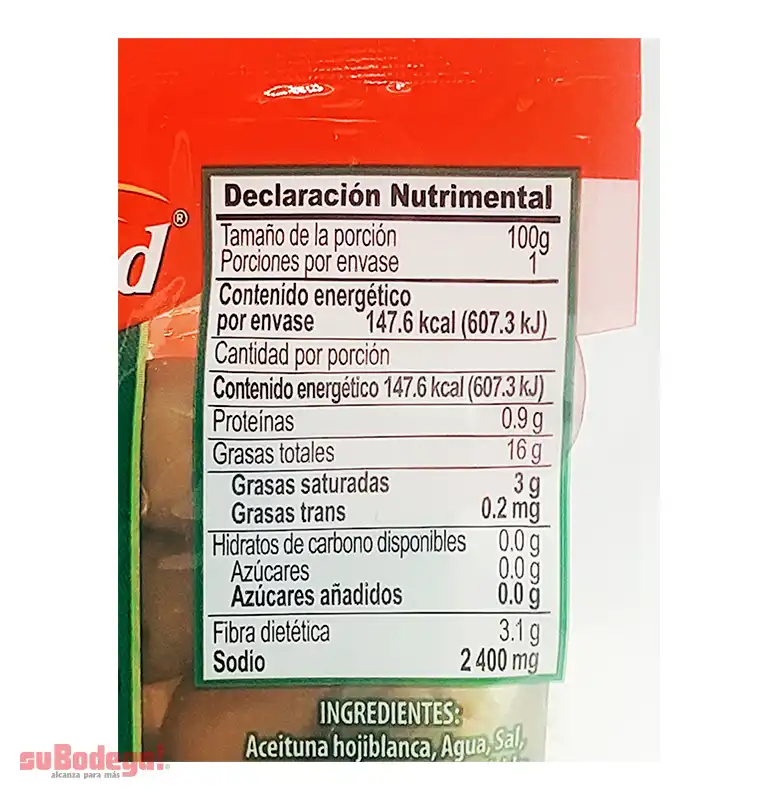 d®
Declaración Nutrimental
Tamaño de la porción 100g
Porciones por envase 1
Contenido energético
por envase 147.6 kcal (607.3 kJ)
Cantidad por porción
Contenido energético 147.6 kcal (607.3 kJ)
Proteínas 0.9 g
Grasas totales 16 g
Grasas saturadas 3 g
Grasas trans 0.2 mg
Hidratos de carbono disponibles 0.0 g
Azúcares 0.0 g
Azúcares añadidos 0.0 g
Fibra dietética 3.1 g
Sodio 2 400 mg
INGREDIENTES:
Aceituna hojiblanca, Agua, Sal,
suBodega!
alcanza para más